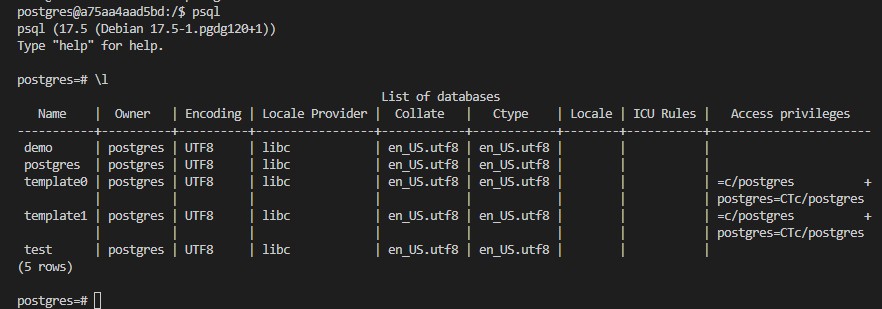 postgres@a75aa4aad5bd:/$ psql
psql (17.5 (Debian 17.5-1.pgdg120+1))
Type "help" for help.

postgres=# \l
                                                List of databases
   Name    |  Owner   | Encoding | Locale Provider |  Collate   |   Ctype    | Locale | ICU Rules |   Access privileges
-----------+----------+----------+-----------------+------------+------------+--------+-----------+-----------------------
 demo      | postgres | UTF8     | libc            | en_US.utf8 | en_US.utf8 |        |           |
 postgres  | postgres | UTF8     | libc            | en_US.utf8 | en_US.utf8 |        |           |
 template0 | postgres | UTF8     | libc            | en_US.utf8 | en_US.utf8 |        |           | =c/postgres          +
           |          |          |                 |            |            |        |           | postgres=CTc/postgres
 template1 | postgres | UTF8     | libc            | en_US.utf8 | en_US.utf8 |        |           | =c/postgres          +
           |          |          |                 |            |            |        |           | postgres=CTc/postgres
 test      | postgres | UTF8     | libc            | en_US.utf8 | en_US.utf8 |        |           |
(5 rows)

postgres=#